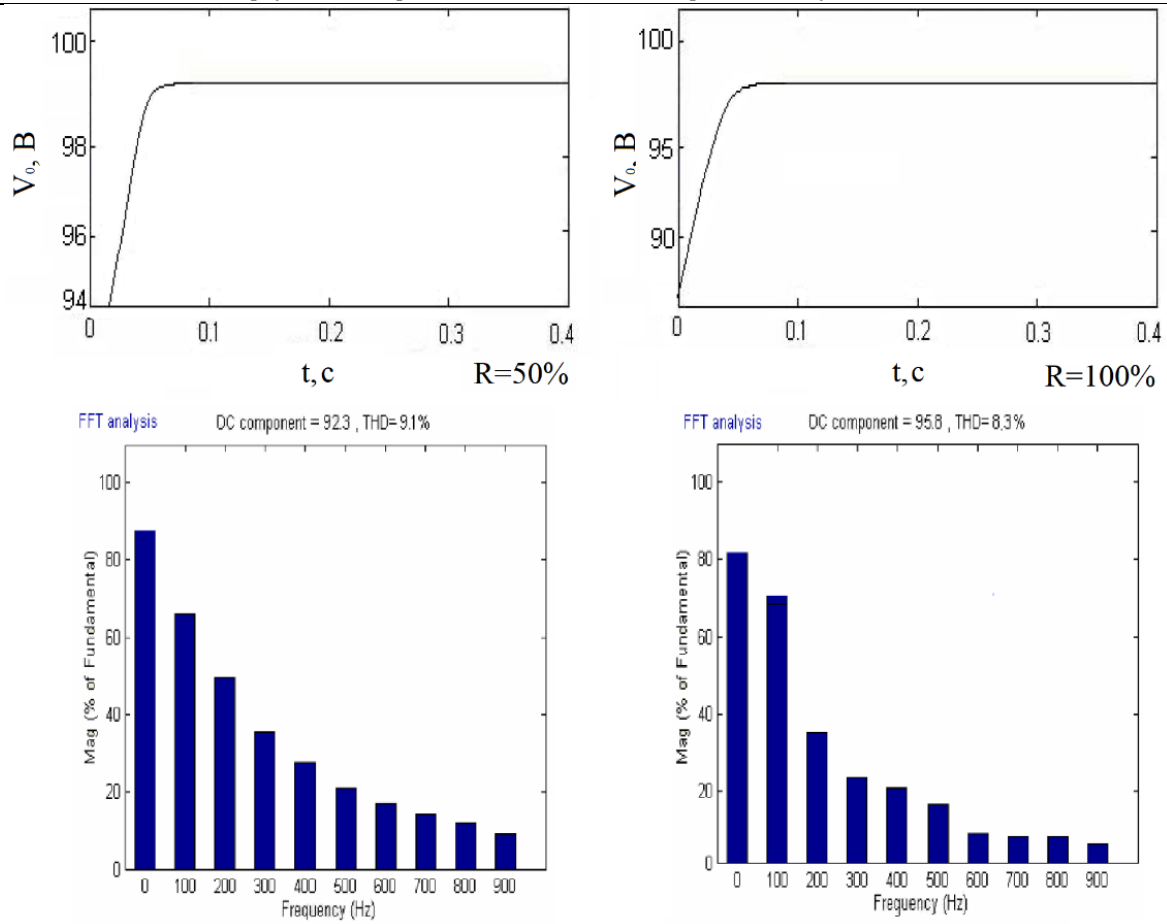 100
98
96
94
V₀, B
0 0.1 0.2 0.3 0.4
t, c R=50%
100
95
90
V₀. B
0 0.1 0.2 0.3 0.4
t, c R=100%
FFT analysis DC component = 92.3 , THD= 9.1%
100
80
60
40
20
0
Mag (% of Fundamental)
0 100 200 300 400 500 600 700 800 900
Frequency (Hz)
FFT analysis DC component = 95.8 , THD= 8.3%
100
80
60
40
20
0
Mag (% of Fundamental)
0 100 200 300 400 500 600 700 800 900
Frequency (Hz)